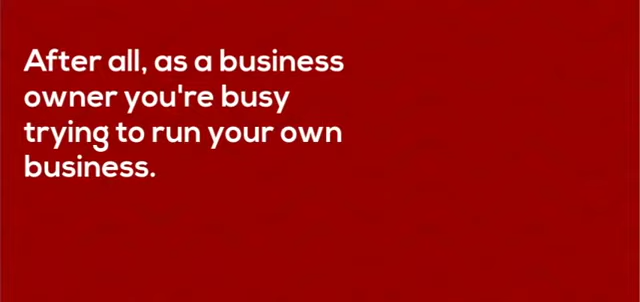 After all, as a business
owner you're busy
trying to run your own
business.